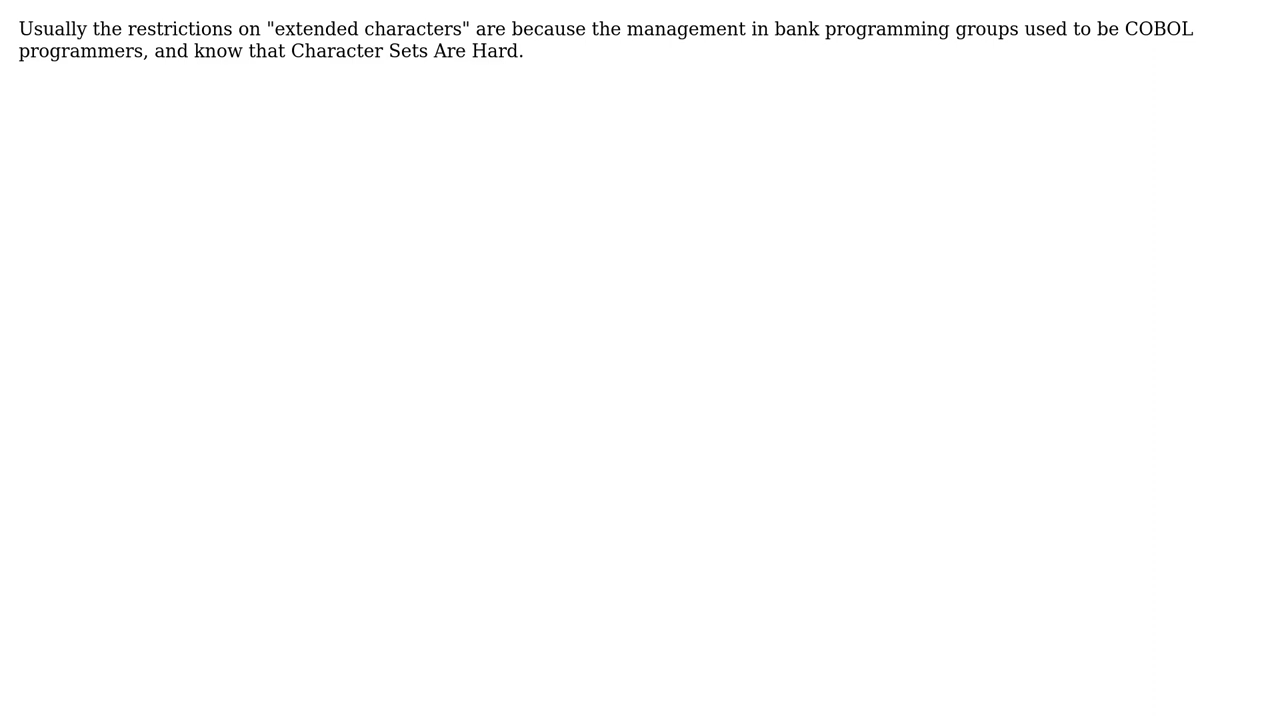 Usually the restrictions on "extended characters" are because the management in bank programming groups used to be COBOL
programmers, and know that Character Sets Are Hard.